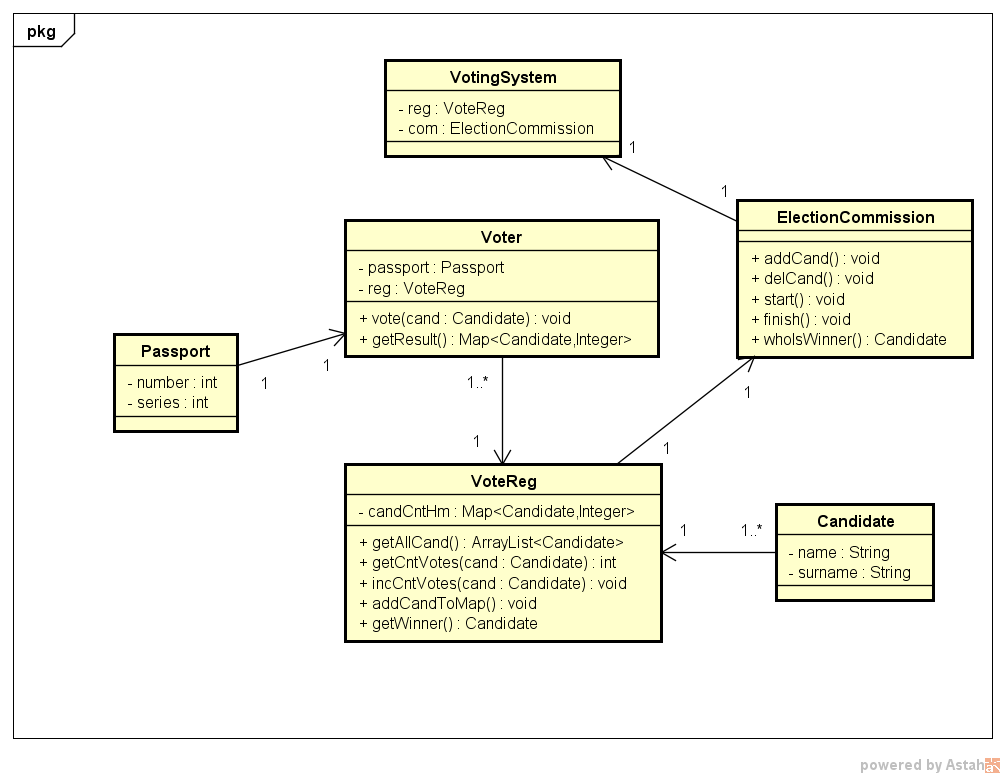 pkg
VotingSystem
- reg : VoteReg
- com : ElectionCommission
1
1
ElectionCommission
+ addCand() : void
+ delCand() : void
+ start() : void
+ finish() : void
+ whoIsWinner() : Candidate
Voter
- passport : Passport
- reg : VoteReg
+ vote(cand : Candidate) : void
+ getResult() : Map<Candidate,Integer>
Passport
- number : int
- series : int
1
1
1..*
1
1
1
VoteReg
- candCntHm : Map<Candidate,Integer>
+ getAllCand() : ArrayList<Candidate>
+ getCntVotes(cand : Candidate) : int
+ incCntVotes(cand : Candidate) : void
+ addCandToMap() : void
+ getWinner() : Candidate
1
1..*
Candidate
- name : String
- surname : String
powered by Astah